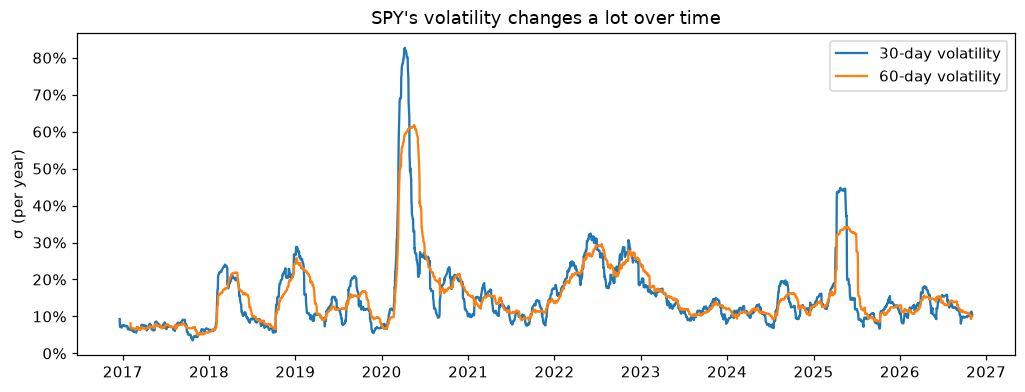 SPY's volatility changes a lot over time
30-day volatility
60-day volatility
80%
70%
60%
50%
40%
30%
20%
10%
0%
σ (per year)
2017 2018 2019 2020 2021 2022 2023 2024 2025 2026 2027